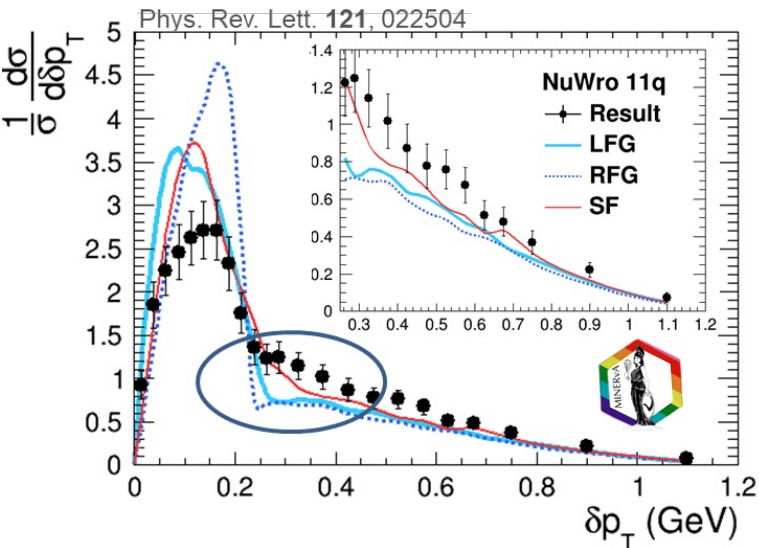 Phys. Rev. Lett. 121, 022504
1/σ dσ/dδp_T
5
4.5
4
3.5
3
2.5
2
1.5
1
0.5
0
0 0.2 0.4 0.6 0.8 1 1.2
δp_T (GeV)
1.4
1.2
1
0.8
0.6
0.4
0.2
0
0.3 0.4 0.5 0.6 0.7 0.8 0.9 1 1.1 1.2
NuWro 11q
Result
LFG
RFG
SF
MINERνA